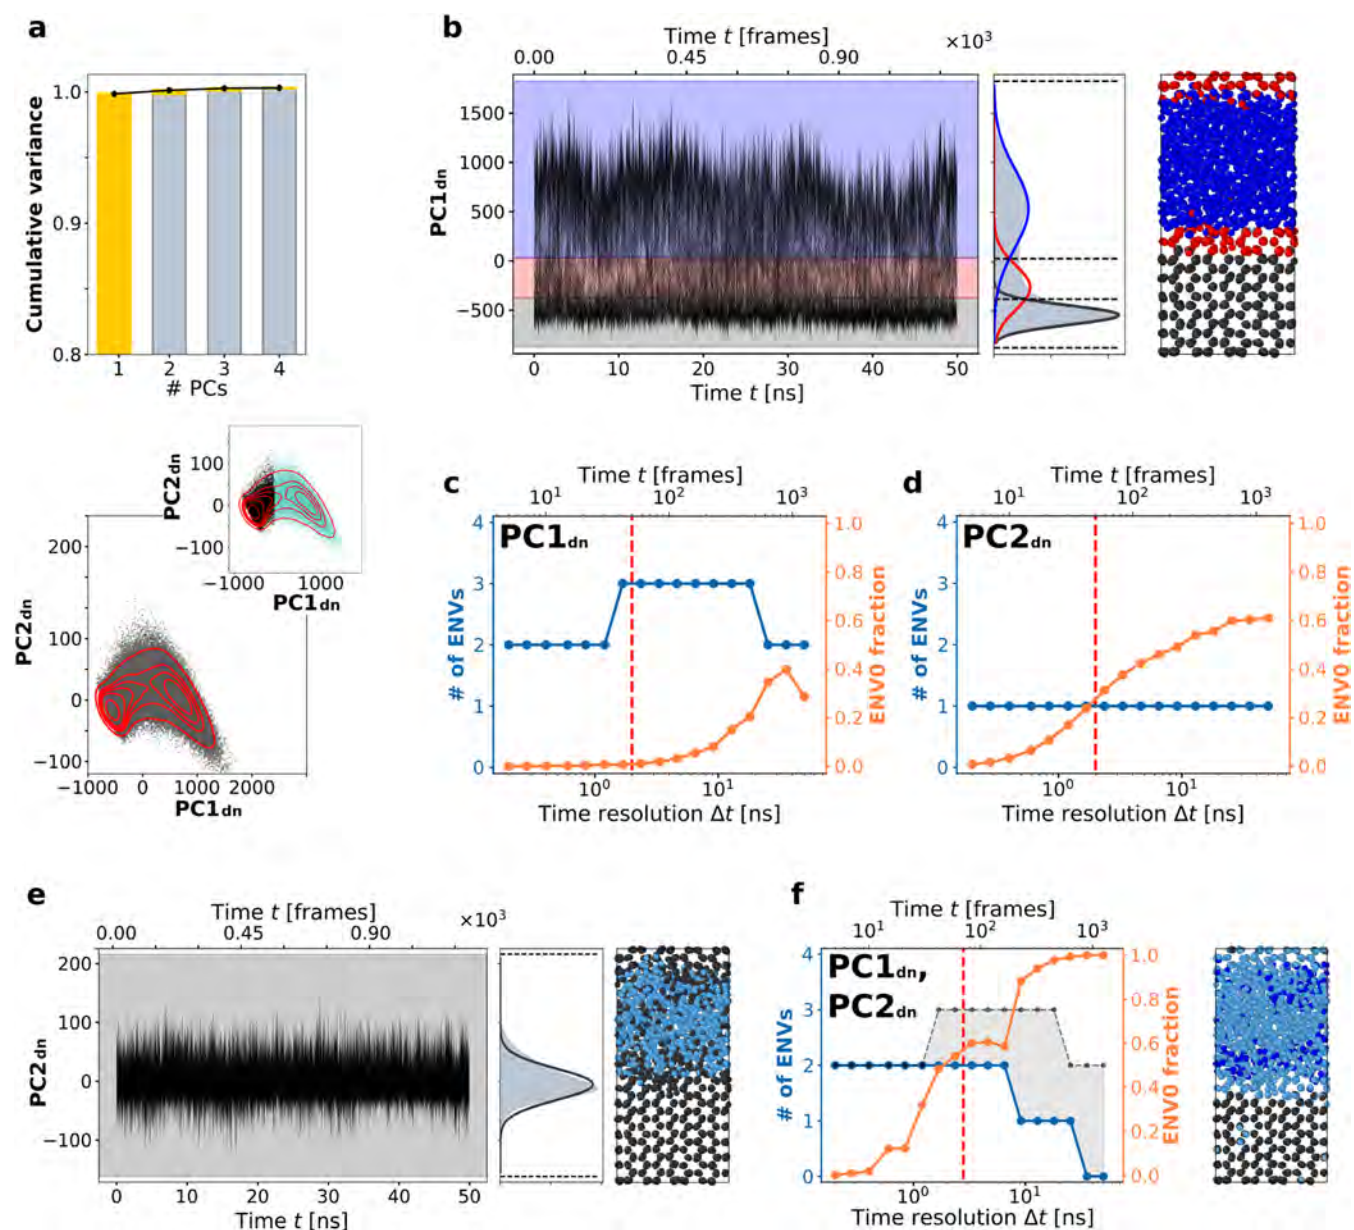 a
Cumulative variance
1.0
0.9
0.8
1 2 3 4
# PCs
PC2dn
100
0
−100
−1000 1000
PC1dn
PC2dn
200
100
0
−100
−1000 0 1000 2000
PC1dn
b
Time t [frames]
×10³
0.00 0.45 0.90
PC1dn
1500
1000
500
0
−500
0 10 20 30 40 50
Time t [ns]
c
Time t [frames]
10¹ 10² 10³
PC1dn
# of ENVs
4
3
2
1
0
1.0
0.8
0.6
0.4
0.2
0.0
ENV0 fraction
10⁰ 10¹
Time resolution Δt [ns]
d
Time t [frames]
10¹ 10² 10³
PC2dn
# of ENVs
4
3
2
1
0
1.0
0.8
0.6
0.4
0.2
0.0
ENV0 fraction
10⁰ 10¹
Time resolution Δt [ns]
e
Time t [frames]
×10³
0.00 0.45 0.90
PC2dn
200
100
0
−100
0 10 20 30 40 50
Time t [ns]
f
Time t [frames]
10¹ 10² 10³
PC1dn,
PC2dn
# of ENVs
4
3
2
1
0
1.0
0.8
0.6
0.4
0.2
0.0
ENV0 fraction
10⁰ 10¹
Time resolution Δt [ns]